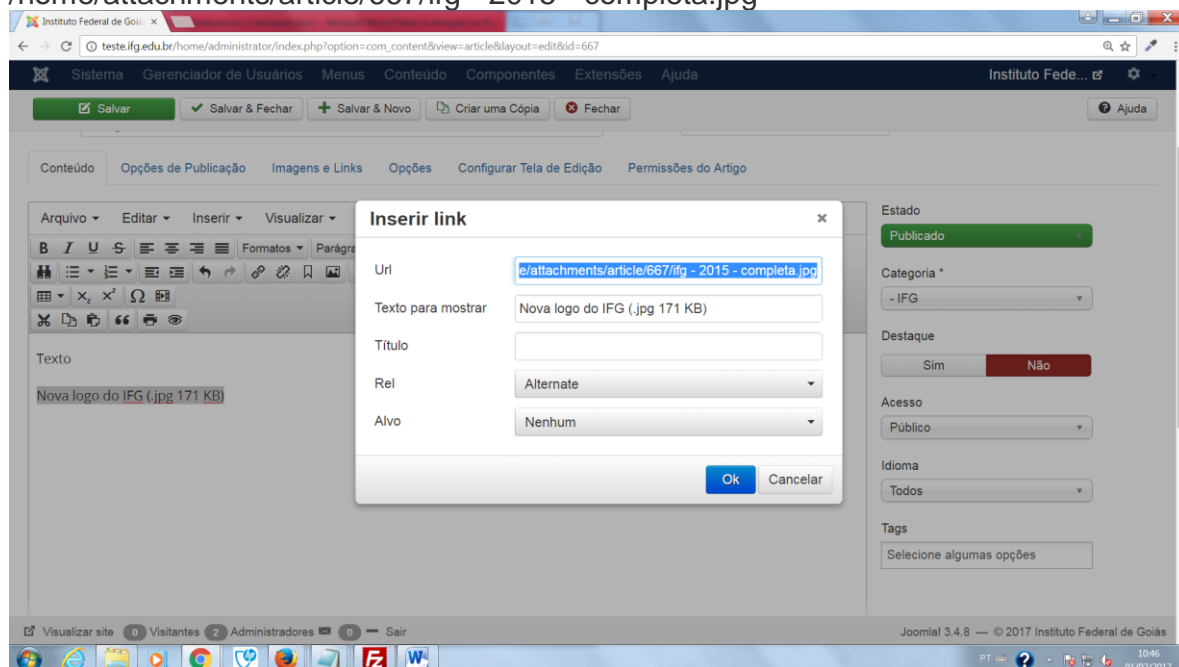 /home/attachments/article/667/ifg - 2015 - completa.jpg
Instituto Federal de Goiá ×
teste.ifg.edu.br/home/administrator/index.php?option=com_content&view=article&layout=edit&id=667
Sistema Gerenciador de Usuários Menus Conteúdo Componentes Extensões Ajuda Instituto Fede...
Salvar Salvar & Fechar Salvar & Novo Criar uma Cópia Fechar Ajuda
Conteúdo Opções de Publicação Imagens e Links Opções Configurar Tela de Edição Permissões do Artigo
Arquivo Editar Inserir Visualizar
B I U S Formatos Parágra
Texto
Nova logo do IFG (.jpg 171 KB)
Inserir link ×
Url e/attachments/article/667/ifg - 2015 - completa.jpg
Texto para mostrar Nova logo do IFG (.jpg 171 KB)
Título
Rel Alternate
Alvo Nenhum
Ok Cancelar
Estado
Publicado
Categoria *
- IFG
Destaque
Sim Não
Acesso
Público
Idioma
Todos
Tags
Selecione algumas opções
Visualizar site 0 Visitantes 2 Administradores 0 Sair Joomla! 3.4.8 — © 2017 Instituto Federal de Goiás
PT 10:46
01/02/2017